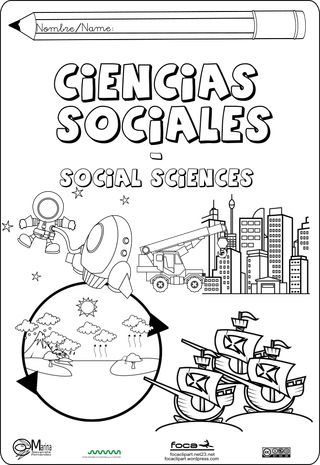 Nombre/Name:
CIENCIAS
SOCIALES
-
SOCIAL SCIENCES
Marina
foca
focaclipart.net23.net
focaclipart.wordpress.com